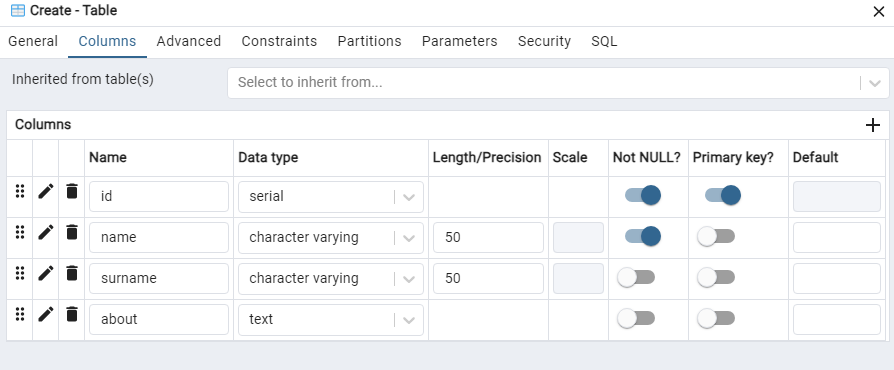 Create - Table
General Columns Advanced Constraints Partitions Parameters Security SQL
Inherited from table(s) Select to inherit from...
Columns
Name Data type Length/Precision Scale Not NULL? Primary key? Default
id serial
name character varying 50
surname character varying 50
about text